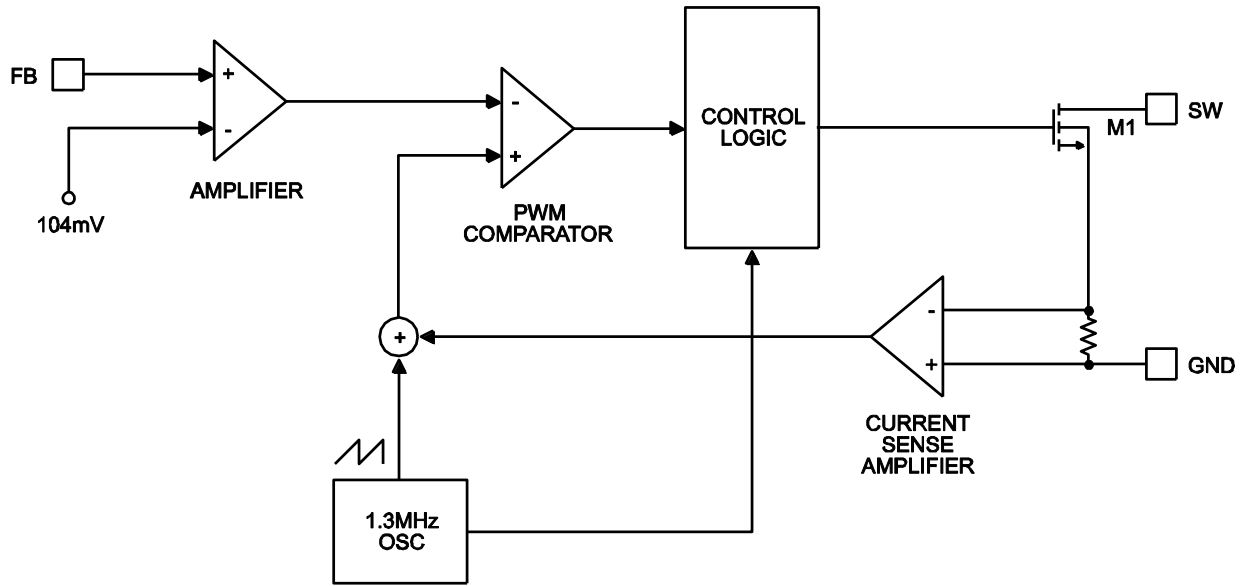 FB
+
-
104mV
AMPLIFIER
-
+
PWM
COMPARATOR
CONTROL
LOGIC
M1
SW
+
-
+
GND
CURRENT
SENSE
AMPLIFIER
1.3MHz
OSC